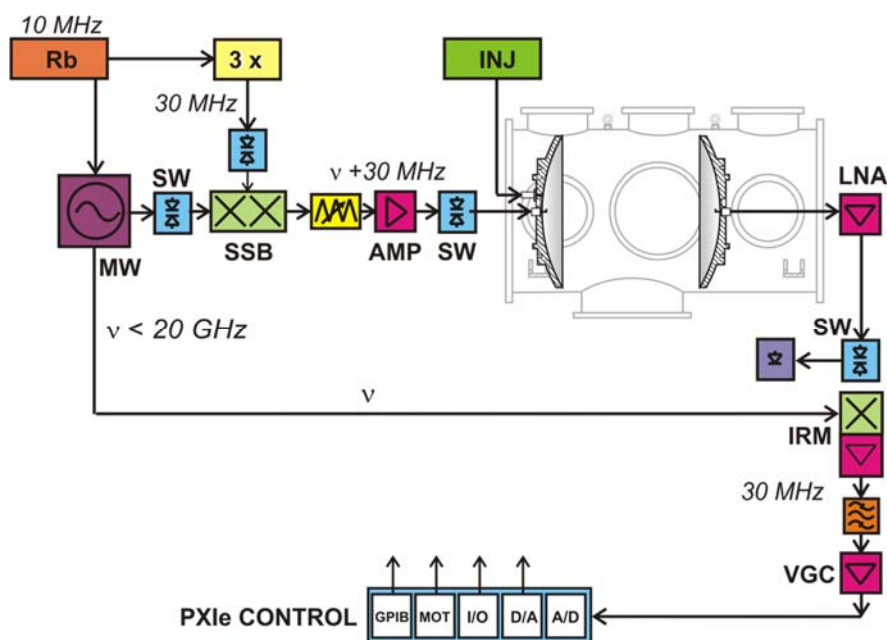 10 MHz
Rb
3 x
INJ
30 MHz
ν +30 MHz
SW
LNA
MW
SSB
AMP
SW
ν < 20 GHz
SW
ν
IRM
30 MHz
VGC
PXIe CONTROL
GPIB
MOT
I/O
D/A
A/D